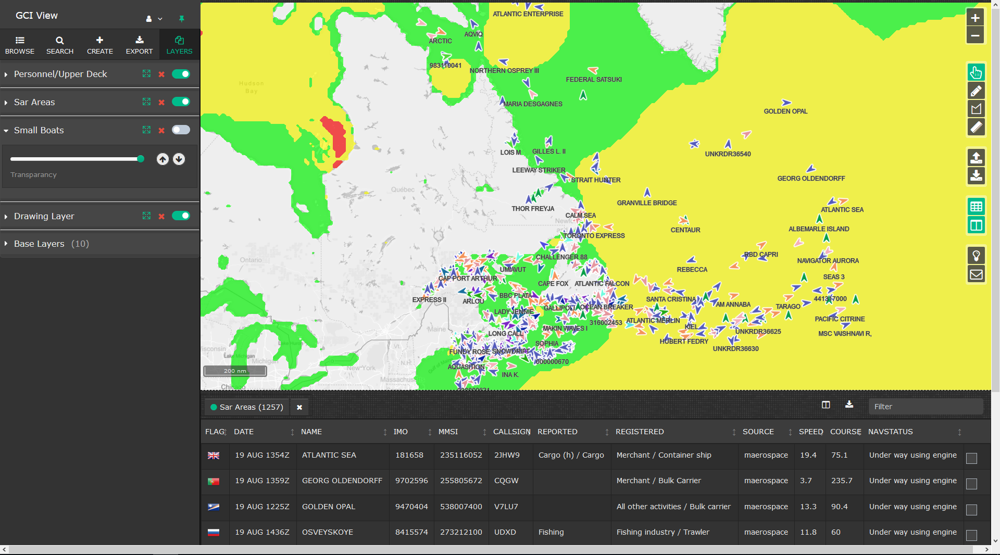 GCI View
BROWSE SEARCH CREATE EXPORT LAYERS
Personnel/Upper Deck
Sar Areas
Small Boats
Transparancy
Drawing Layer
Base Layers (10)
ATLANTIC ENTERPRISE
AQVIQ
ARCTIC
983110041
NORTHERN OSPREY III
FEDERAL SATSUKI
Hudson
Bay
MARIA DESGAGNES
GOLDEN OPAL
LOIS M
GILLES L. II
UNKRDR36540
LEEWAY STRIKER
STRAIT HUNTER
GEORG OLDENDORFF
Québec
GRANVILLE BRIDGE
THOR FREYJA
ATLANTIC SEA
CALM SEA
CENTAUR
ALBEMARLE ISLAND
TORONTO EXPRESS
CHALLENGER 88
RBD CAPRI
NAVIGATOR AURORA
Ontario
UMIAVUT
REBECCA
SEAS 3
CAP PORT ARTHUR
CAPE FOX
ATLANTIC FALCON
EXPRESS II
ARLOU
BBC PLATA
SANTA CRISTINA
AM ANNABA
TARAGO
441317000
LADY JENNIE
GALLIPOLI
OCEAN BREAKER
ATLANTIC MERLIN
PACIFIC CITRINE
316002453
Maine
MAKIN WAVES I
KIEL
UNKRDR36625
LONG CALL
MSC VAISHNAVI R,
HUBERT FEDRY
SOPHIA
UNKRDR36630
Lake Huron
Vt.
FUNDY ROSE
SNOWDRIFT
Lake Michigan
Michigan
N.H.
000000670
New York
AQUASITION
INA K.
200 nm
Chicago
Sar Areas (1257)
Filter
FLAG DATE NAME IMO MMSI CALLSIGN REPORTED REGISTERED SOURCE SPEED COURSE NAVSTATUS
19 AUG 1354Z ATLANTIC SEA 181658 235116052 2JHW9 Cargo (h) / Cargo Merchant / Container ship maerospace 19.4 75.1 Under way using engine
19 AUG 1359Z GEORG OLDENDORFF 9702596 255805672 CQGW Merchant / Bulk Carrier maerospace 3.7 235.7 Under way using engine
19 AUG 1225Z GOLDEN OPAL 9470404 538007400 V7LU7 All other activities / Bulk carrier maerospace 13.3 90.4 Under way using engine
19 AUG 1436Z OSVEYSKOYE 8415574 273212100 UDXD Fishing Fishing industry / Trawler maerospace 11.8 60 Under way using engine